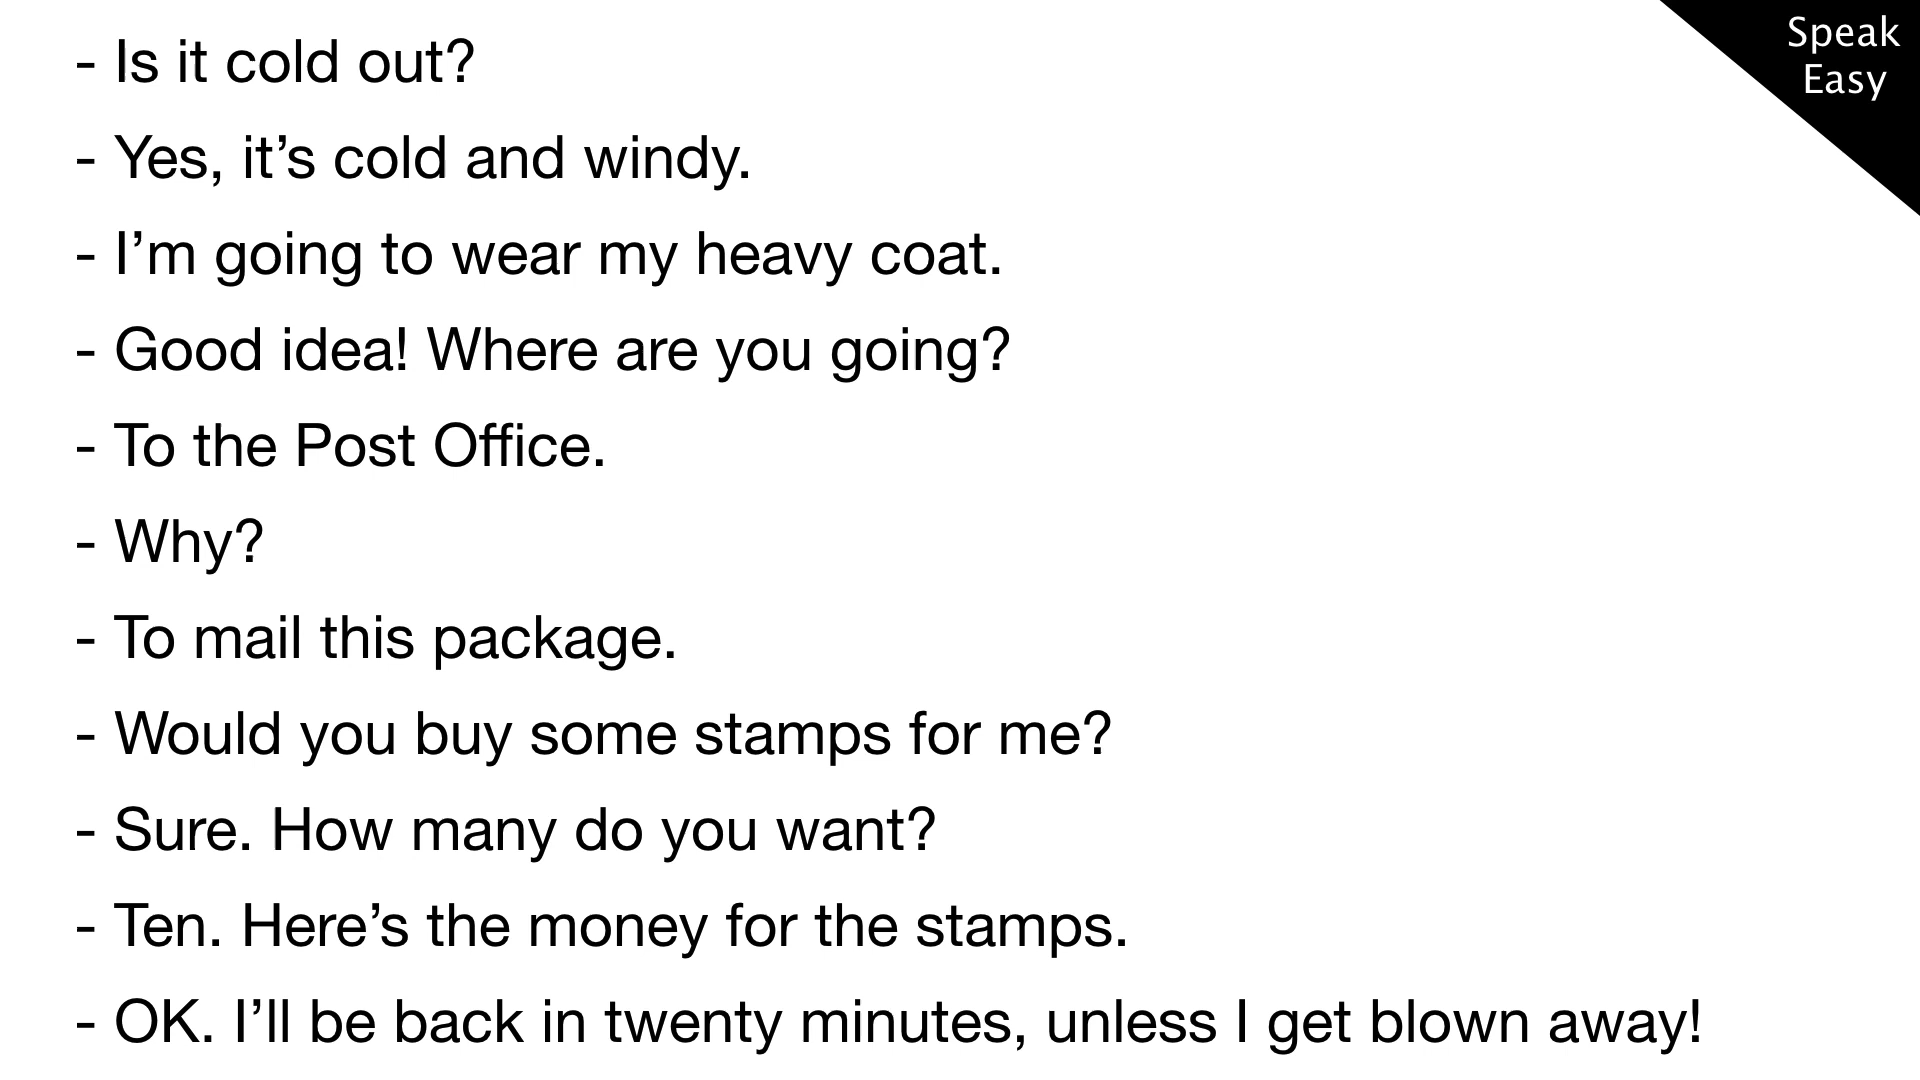 - Is it cold out?
- Yes, it’s cold and windy.
- I’m going to wear my heavy coat.
- Good idea! Where are you going?
- To the Post Office.
- Why?
- To mail this package.
- Would you buy some stamps for me?
- Sure. How many do you want?
- Ten. Here’s the money for the stamps.
- OK. I’ll be back in twenty minutes, unless I get blown away!
Speak
Easy